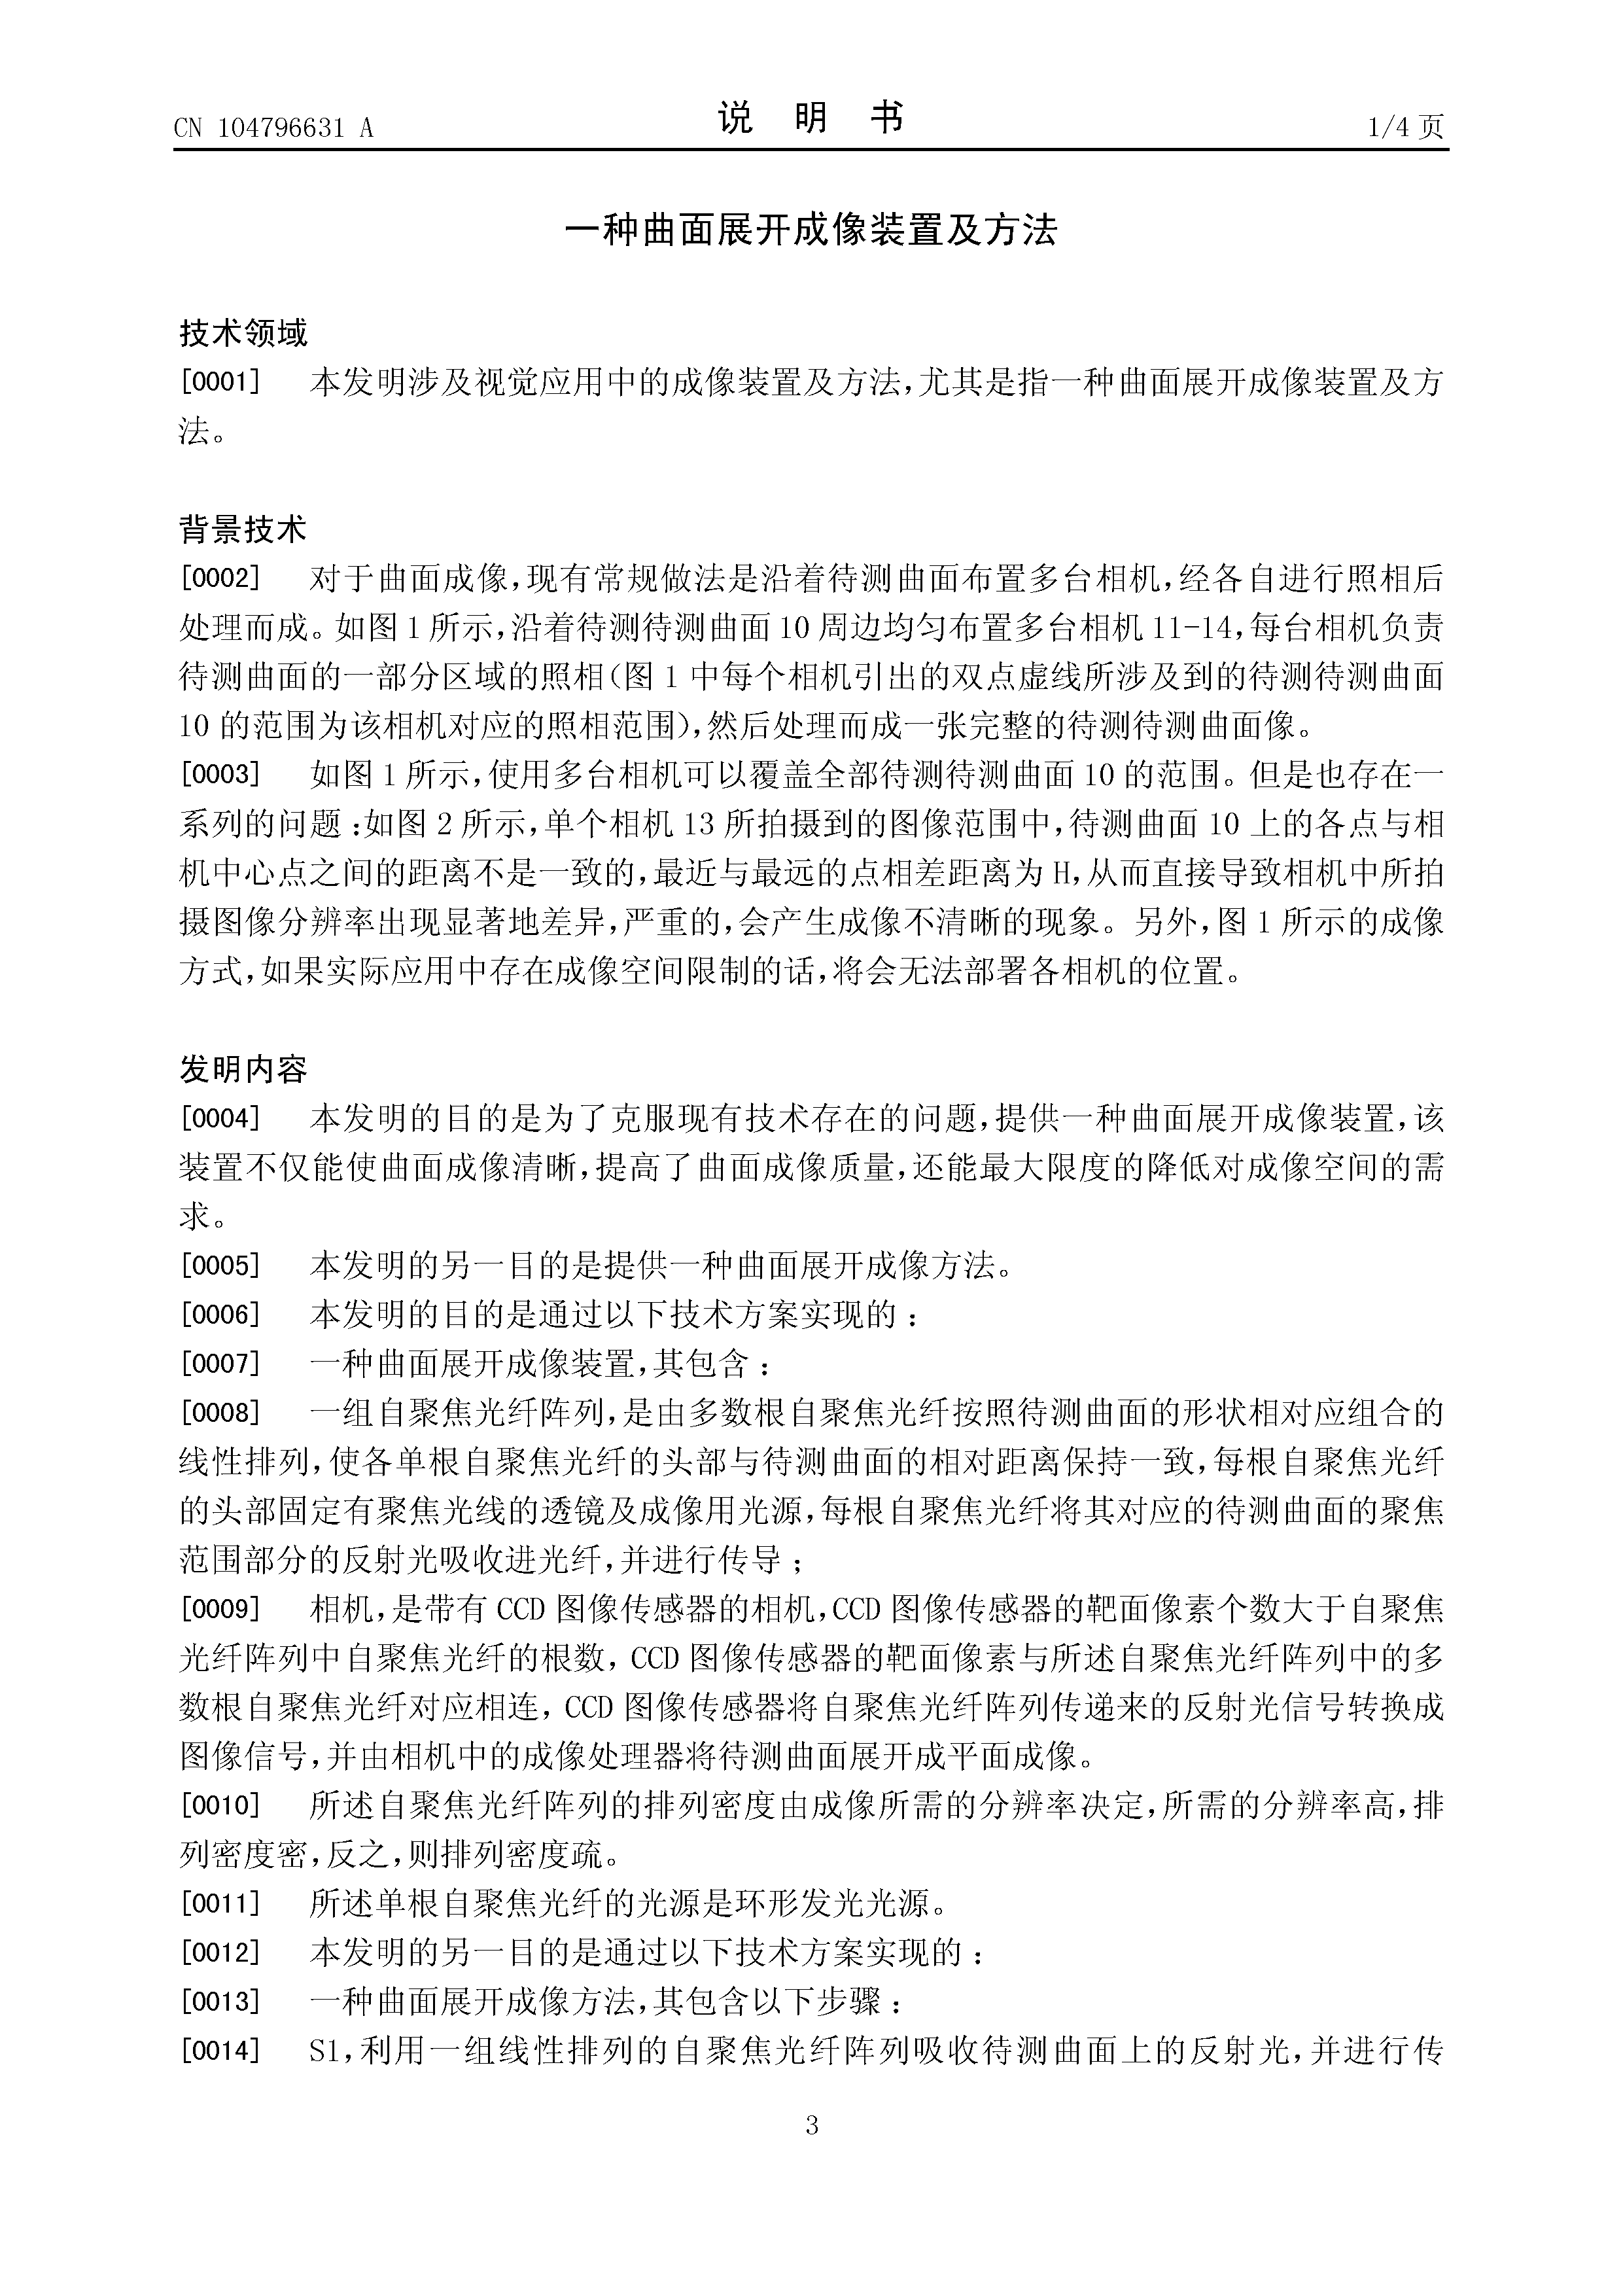 CN 104796631 A
说 明 书
1/4 页
一种曲面展开成像装置及方法
技术领域
[0001] 本发明涉及视觉应用中的成像装置及方法,尤其是指一种曲面展开成像装置及方
法。
背景技术
[0002] 对于曲面成像,现有常规做法是沿着待测曲面布置多台相机,经各自进行照相后
处理而成。如图 1 所示,沿着待测待测曲面 10 周边均匀布置多台相机 11-14,每台相机负责
待测曲面的一部分区域的照相(图 1 中每个相机引出的双点虚线所涉及到的待测待测曲面
10 的范围为该相机对应的照相范围),然后处理而成一张完整的待测待测曲面像。
[0003] 如图 1 所示,使用多台相机可以覆盖全部待测待测曲面 10 的范围。但是也存在一
系列的问题 :如图 2 所示,单个相机 13 所拍摄到的图像范围中,待测曲面 10 上的各点与相
机中心点之间的距离不是一致的,最近与最远的点相差距离为 H,从而直接导致相机中所拍
摄图像分辨率出现显著地差异,严重的,会产生成像不清晰的现象。另外,图 1 所示的成像
方式,如果实际应用中存在成像空间限制的话,将会无法部署各相机的位置。
发明内容
[0004] 本发明的目的是为了克服现有技术存在的问题,提供一种曲面展开成像装置,该
装置不仅能使曲面成像清晰,提高了曲面成像质量,还能最大限度的降低对成像空间的需
求。
[0005] 本发明的另一目的是提供一种曲面展开成像方法。
[0006] 本发明的目的是通过以下技术方案实现的 :
[0007] 一种曲面展开成像装置,其包含 :
[0008] 一组自聚焦光纤阵列,是由多数根自聚焦光纤按照待测曲面的形状相对应组合的
线性排列,使各单根自聚焦光纤的头部与待测曲面的相对距离保持一致,每根自聚焦光纤
的头部固定有聚焦光线的透镜及成像用光源,每根自聚焦光纤将其对应的待测曲面的聚焦
范围部分的反射光吸收进光纤,并进行传导 ;
[0009] 相机,是带有 CCD 图像传感器的相机,CCD 图像传感器的靶面像素个数大于自聚焦
光纤阵列中自聚焦光纤的根数, CCD 图像传感器的靶面像素与所述自聚焦光纤阵列中的多
数根自聚焦光纤对应相连, CCD 图像传感器将自聚焦光纤阵列传递来的反射光信号转换成
图像信号,并由相机中的成像处理器将待测曲面展开成平面成像。
[0010] 所述自聚焦光纤阵列的排列密度由成像所需的分辨率决定,所需的分辨率高,排
列密度密,反之,则排列密度疏。
[0011] 所述单根自聚焦光纤的光源是环形发光光源。
[0012] 本发明的另一目的是通过以下技术方案实现的 :
[0013] 一种曲面展开成像方法,其包含以下步骤 :
[0014] S1,利用一组线性排列的自聚焦光纤阵列吸收待测曲面上的反射光,并进行传
3